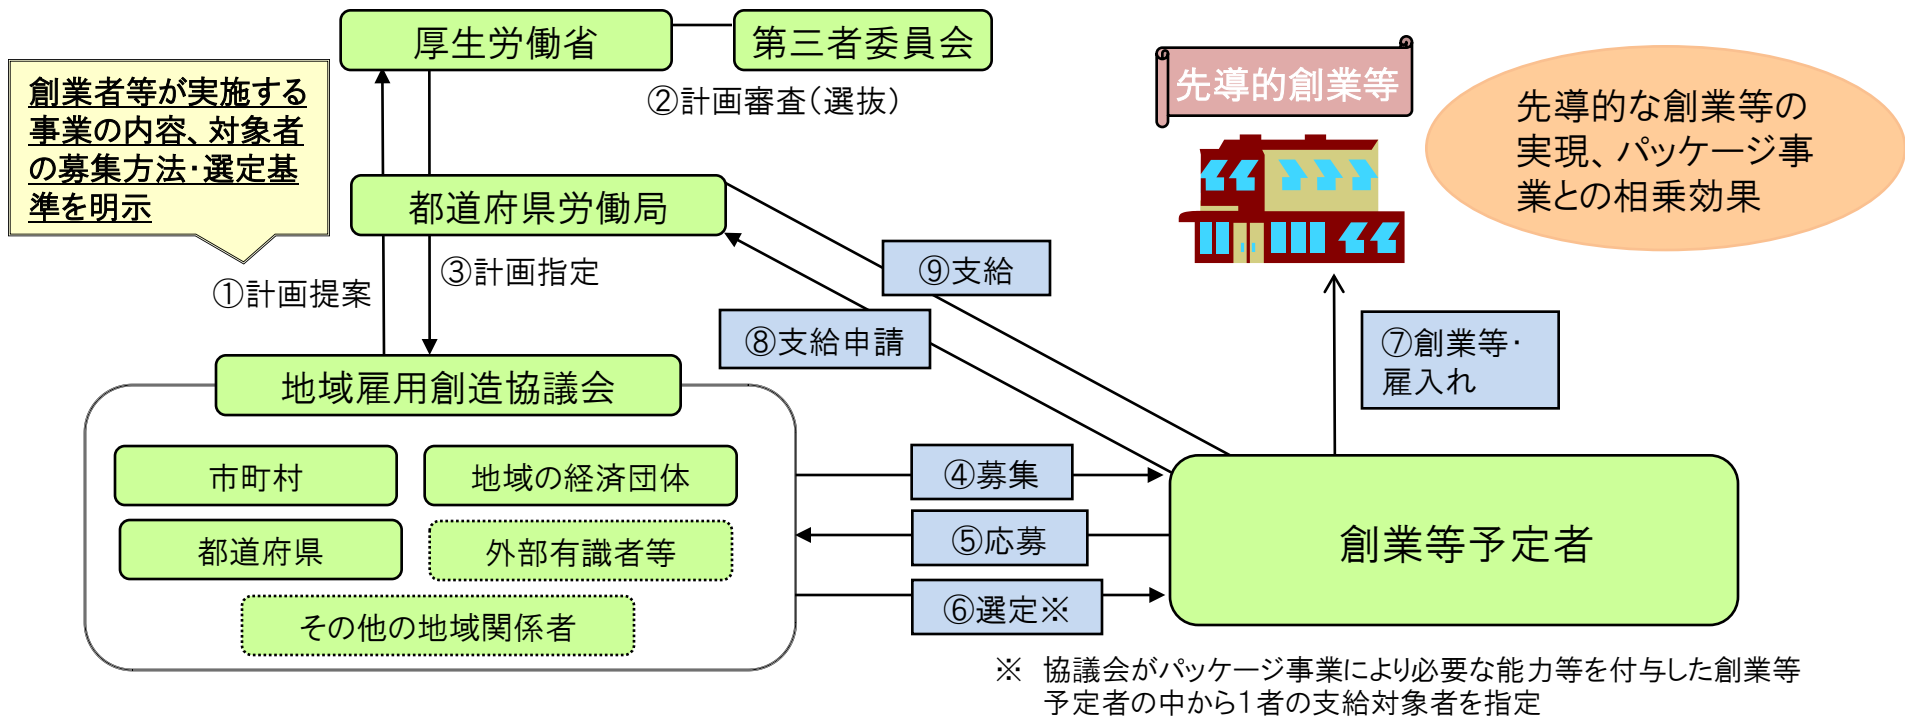 厚生労働省
第三者委員会
②計画審査（選抜）
創業者等が実施する
事業の内容、対象者
の募集方法・選定基
準を明示
先導的創業等
先導的な創業等の
実現、パッケージ事
業との相乗効果
都道府県労働局
①計画提案
③計画指定
⑨支給
⑧支給申請
⑦創業等・
雇入れ
地域雇用創造協議会
市町村
地域の経済団体
都道府県
外部有識者等
その他の地域関係者
④募集
⑤応募
⑥選定※
創業等予定者
※　協議会がパッケージ事業により必要な能力等を付与した創業等
予定者の中から１者の支給対象者を指定